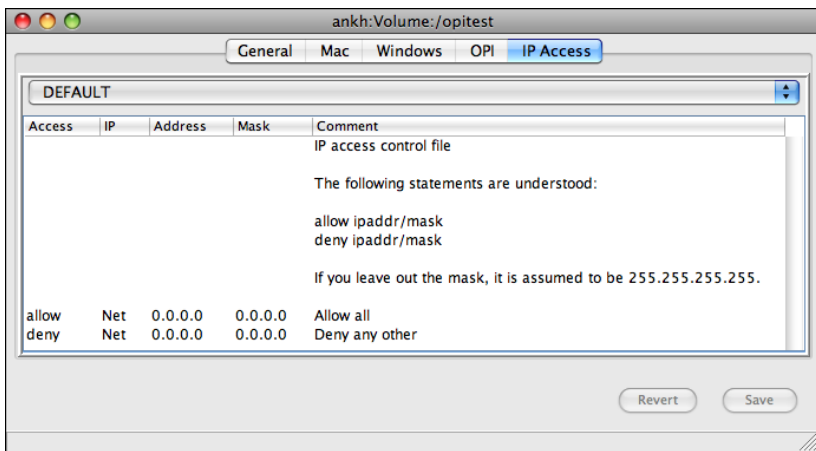 ankh:Volume:/opitest
General Mac Windows OPI IP Access
DEFAULT
Access IP Address Mask Comment
IP access control file
The following statements are understood:
allow ipaddr/mask
deny ipaddr/mask
If you leave out the mask, it is assumed to be 255.255.255.255.
allow Net 0.0.0.0 0.0.0.0 Allow all
deny Net 0.0.0.0 0.0.0.0 Deny any other
Revert Save